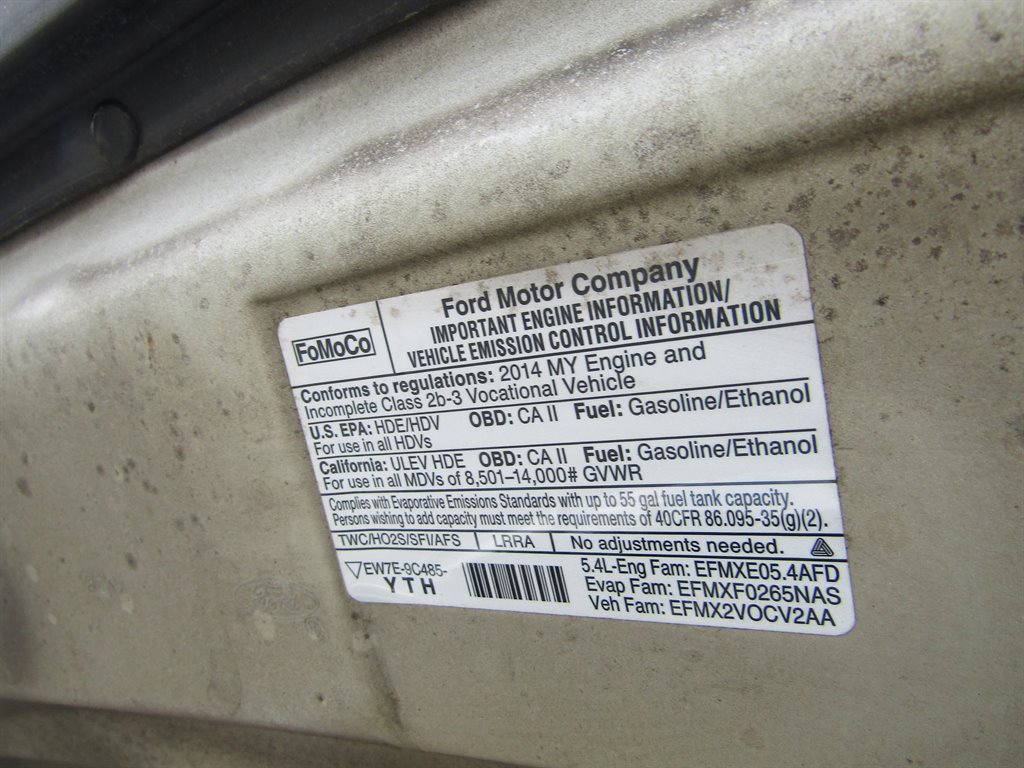 FoMoCo
Ford Motor Company
IMPORTANT ENGINE INFORMATION/
VEHICLE EMISSION CONTROL INFORMATION
Conforms to regulations: 2014 MY Engine and
Incomplete Class 2b-3 Vocational Vehicle
U.S. EPA: HDE/HDV OBD: CA II Fuel: Gasoline/Ethanol
For use in all HDVs
California: ULEV HDE OBD: CA II Fuel: Gasoline/Ethanol
For use in all MDVs of 8,501–14,000# GVWR
Complies with Evaporative Emissions Standards with up to 55 gal fuel tank capacity.
Persons wishing to add capacity must meet the requirements of 40CFR 86.095-35(g)(2).
TWC/HO2S/SFI/AFS LRRA No adjustments needed.
EW7E-9C485-
YTH
5.4L-Eng Fam: EFMXE05.4AFD
Evap Fam: EFMXF0265NAS
Veh Fam: EFMX2VOCV2AA
Ford